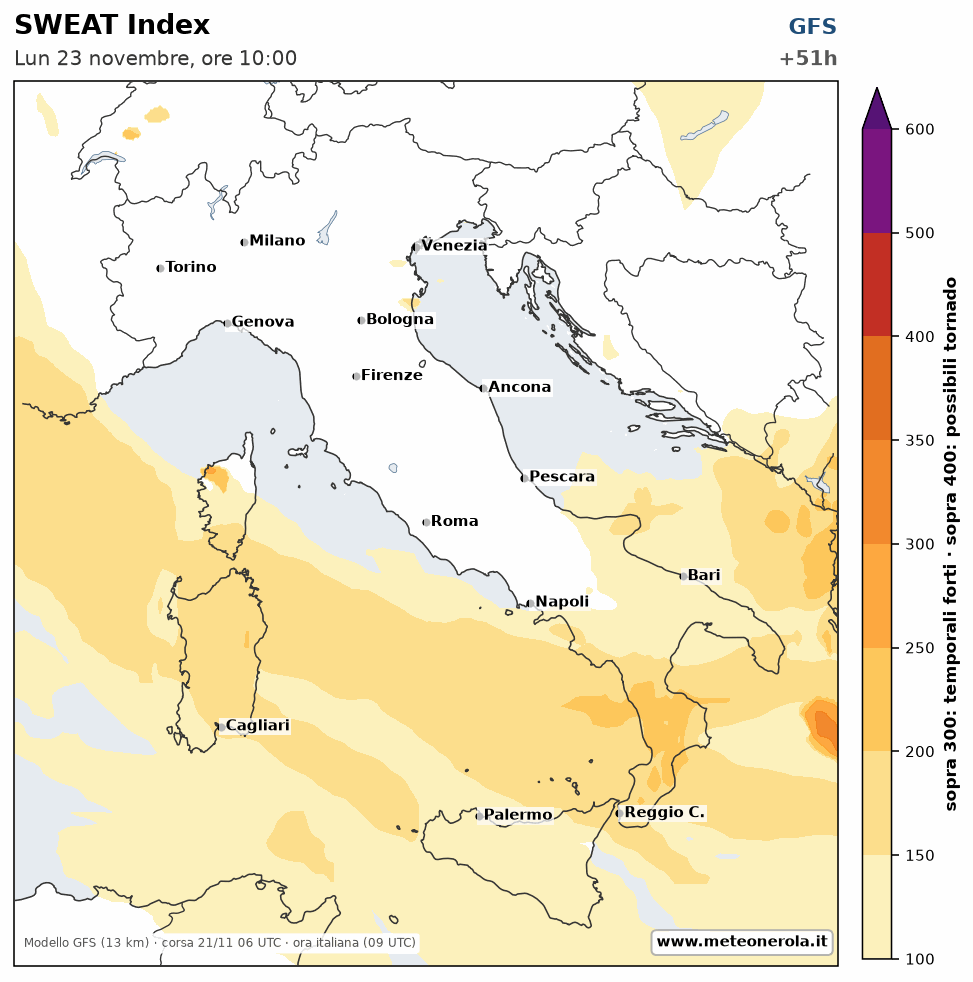 SWEAT Index
GFS
Lun 23 novembre, ore 10:00
+51h
600
500
400
350
300
250
200
150
100
sopra 300: temporali forti · sopra 400: possibili tornado
Milano
Venezia
Torino
Genova
Bologna
Firenze
Ancona
Pescara
Roma
Bari
Napoli
Cagliari
Palermo
Reggio C.
Modello GFS (13 km) · corsa 21/11 06 UTC · ora italiana (09 UTC)
www.meteonerola.it